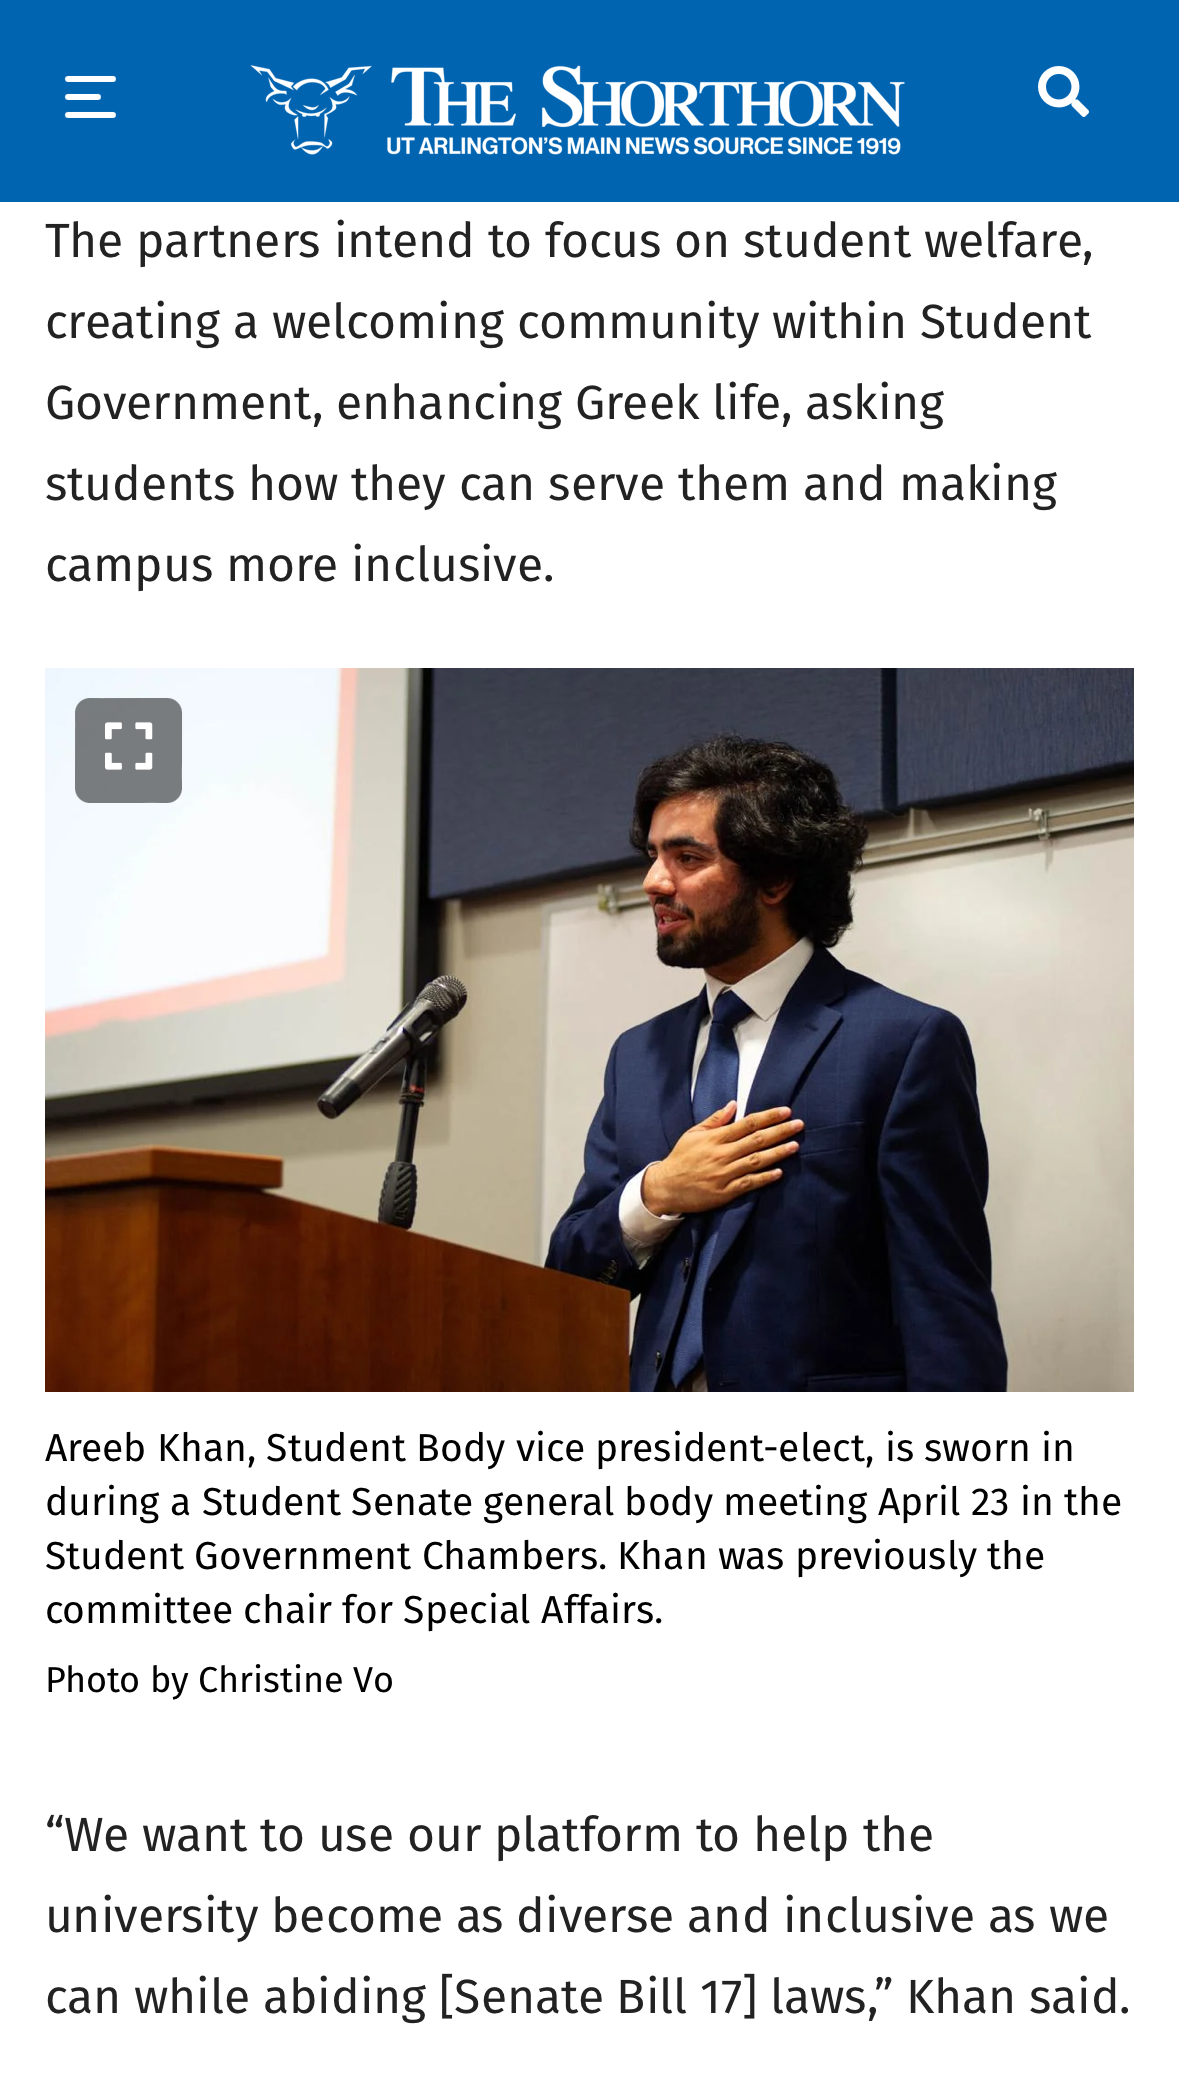 THE SHORTHORN
UT ARLINGTON'S MAIN NEWS SOURCE SINCE 1919
The partners intend to focus on student welfare,
creating a welcoming community within Student
Government, enhancing Greek life, asking
students how they can serve them and making
campus more inclusive.
Areeb Khan, Student Body vice president-elect, is sworn in
during a Student Senate general body meeting April 23 in the
Student Government Chambers. Khan was previously the
committee chair for Special Affairs.
Photo by Christine Vo
“We want to use our platform to help the
university become as diverse and inclusive as we
can while abiding [Senate Bill 17] laws,” Khan said.